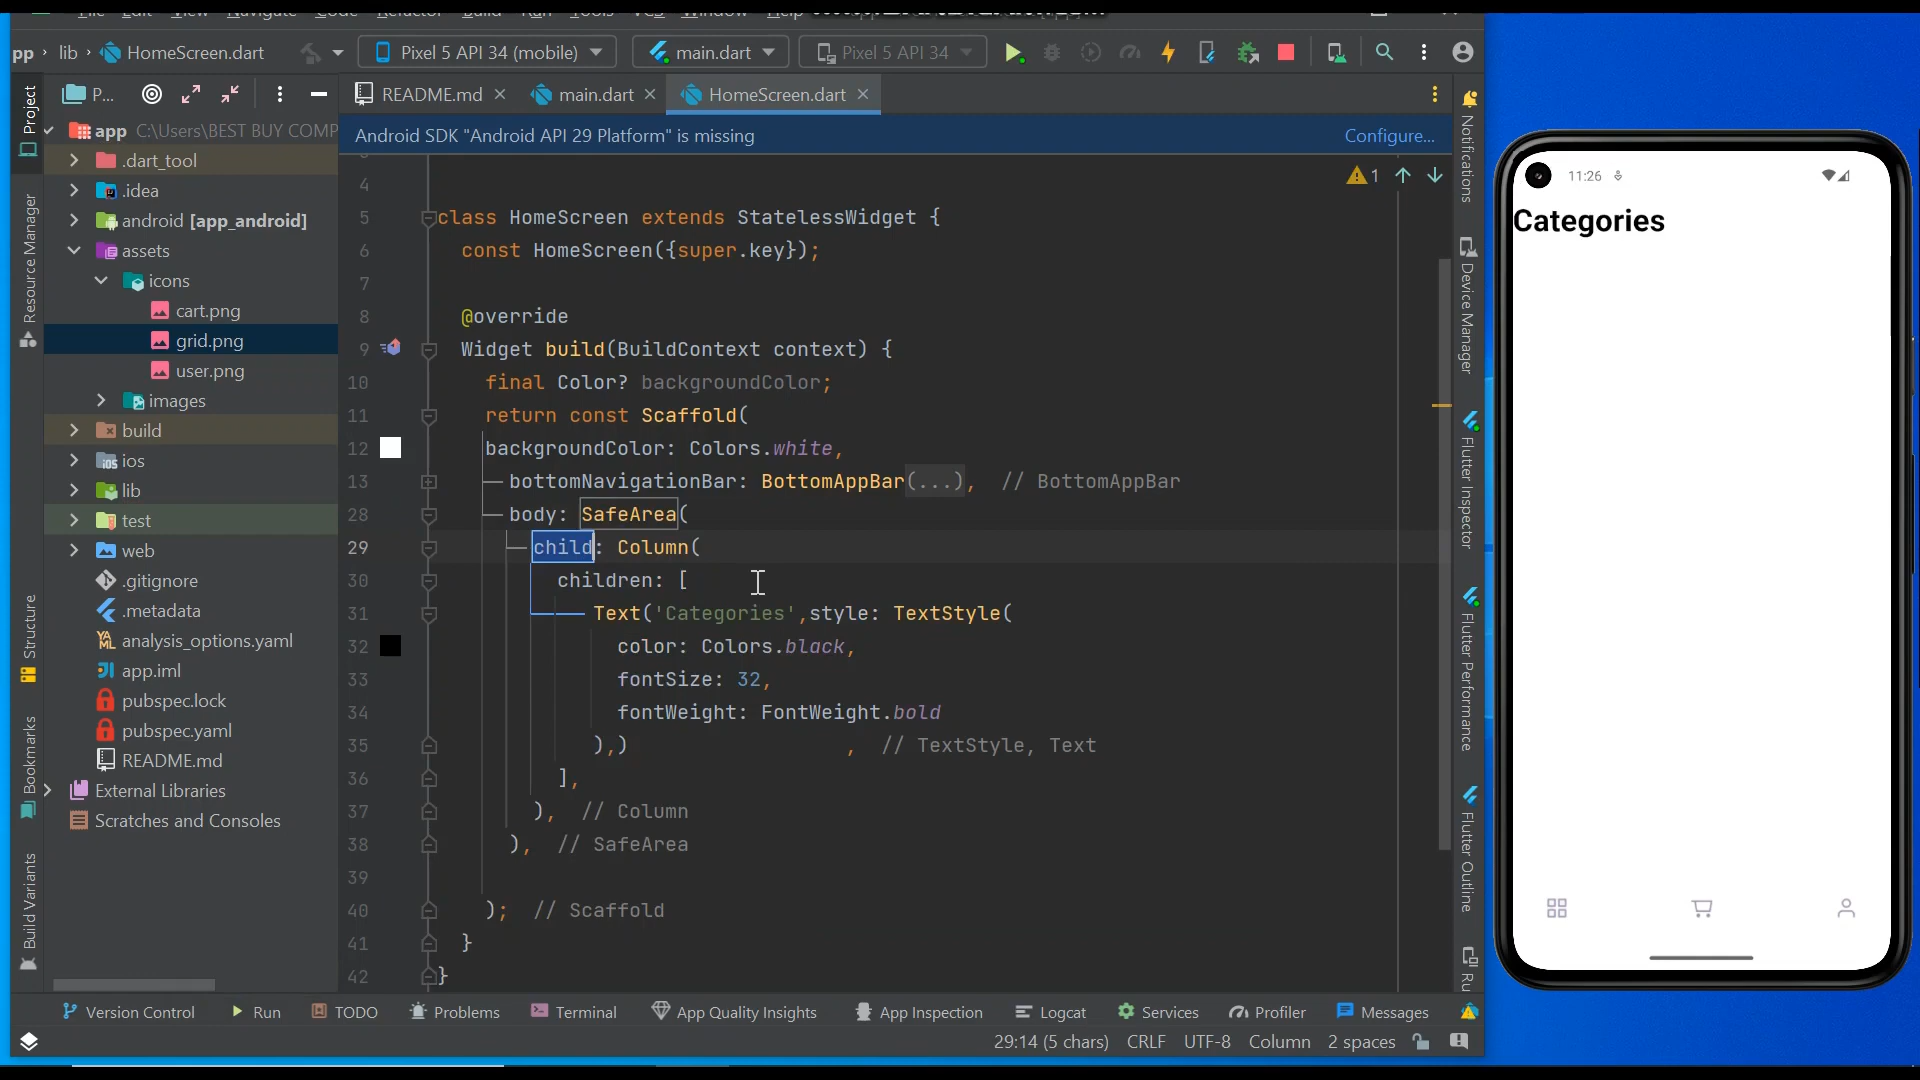 pp › lib › HomeScreen.dart
Pixel 5 API 34 (mobile)
main.dart
Pixel 5 API 34
P...
README.md
main.dart
HomeScreen.dart
Android SDK "Android API 29 Platform" is missing
Configure...
Project
Resource Manager
Structure
Bookmarks
Build Variants
app C:\Users\BEST BUY COMP
.dart_tool
.idea
android [app_android]
assets
icons
cart.png
grid.png
user.png
images
build
ios
lib
test
web
.gitignore
.metadata
analysis_options.yaml
app.iml
pubspec.lock
pubspec.yaml
README.md
External Libraries
Scratches and Consoles
1
4
5 class HomeScreen extends StatelessWidget {
6 const HomeScreen({super.key});
7
8 @override
9 Widget build(BuildContext context) {
10 final Color? backgroundColor;
11 return const Scaffold(
12 backgroundColor: Colors.white,
13 bottomNavigationBar: BottomAppBar(...), // BottomAppBar
28 body: SafeArea(
29 child: Column(
30 children: [
31 Text('Categories',style: TextStyle(
32 color: Colors.black,
33 fontSize: 32,
34 fontWeight: FontWeight.bold
35 ),) , // TextStyle, Text
36 ],
37 ), // Column
38 ), // SafeArea
39
40 ); // Scaffold
41 }
42 }
Notifications
Device Manager
Flutter Inspector
Flutter Performance
Flutter Outline
Version Control
Run
TODO
Problems
Terminal
App Quality Insights
App Inspection
Logcat
Services
Profiler
Messages
29:14 (5 chars)
CRLF
UTF-8
Column
2 spaces
11:26
Categories